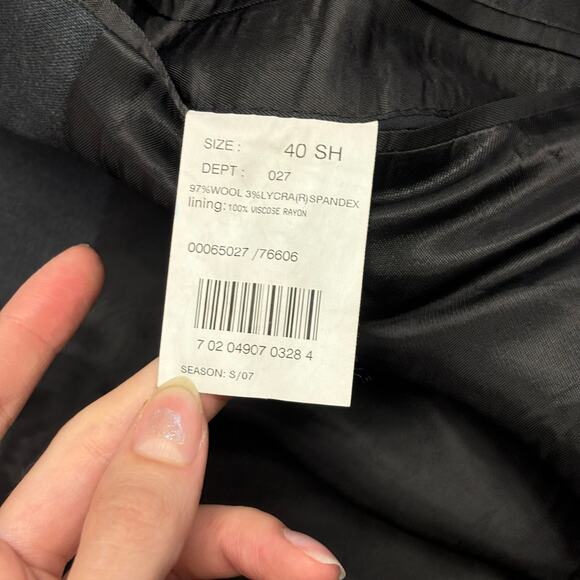 SIZE : 40 SH
DEPT : 027
97%WOOL 3%LYCRA(R)SPANDEX
lining: 100% VISCOSE RAYON
00065027 /76606
7 02 04907 0328 4
SEASON: S/07